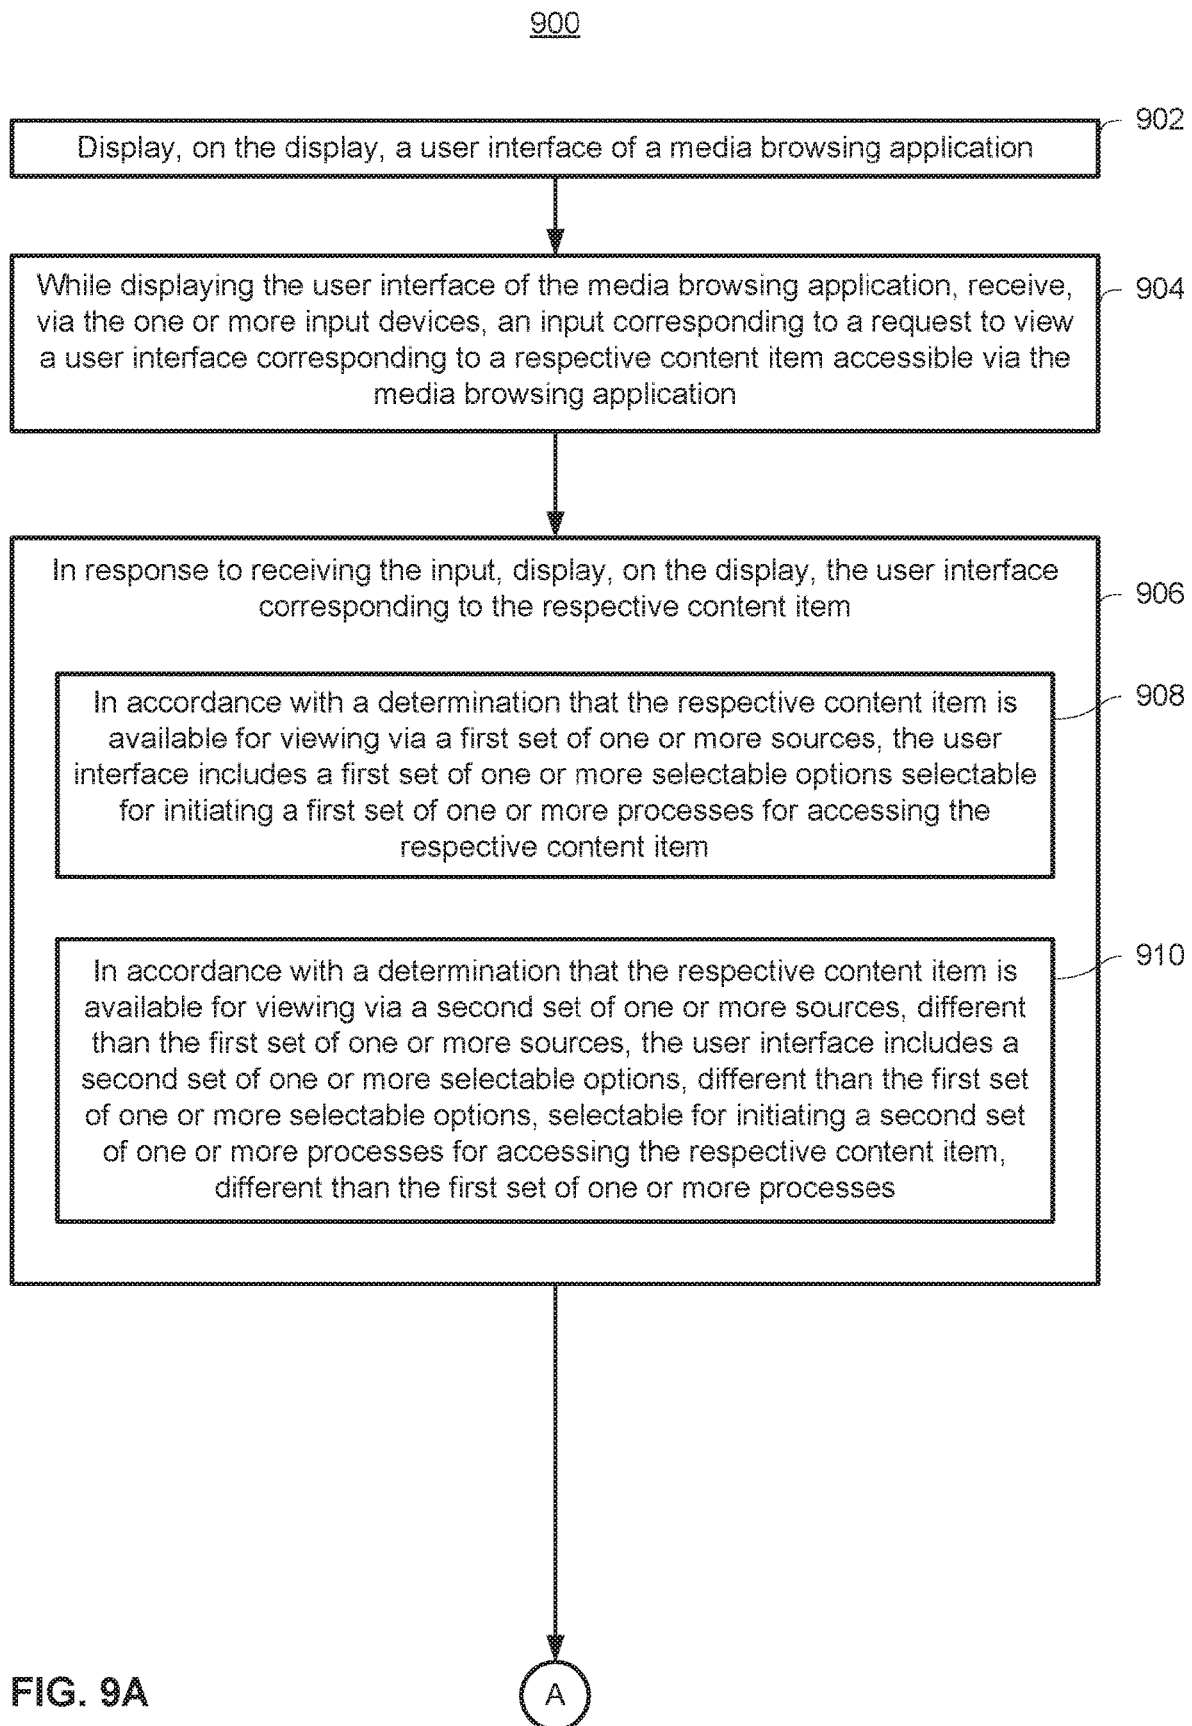 900
Display, on the display, a user interface of a media browsing application
902
While displaying the user interface of the media browsing application, receive,
via the one or more input devices, an input corresponding to a request to view
a user interface corresponding to a respective content item accessible via the
media browsing application
904
In response to receiving the input, display, on the display, the user interface
corresponding to the respective content item
906
In accordance with a determination that the respective content item is
available for viewing via a first set of one or more sources, the user
interface includes a first set of one or more selectable options selectable
for initiating a first set of one or more processes for accessing the
respective content item
908
In accordance with a determination that the respective content item is
available for viewing via a second set of one or more sources, different
than the first set of one or more sources, the user interface includes a
second set of one or more selectable options, different than the first set
of one or more selectable options, selectable for initiating a second set
of one or more processes for accessing the respective content item,
different than the first set of one or more processes
910
FIG. 9A
A